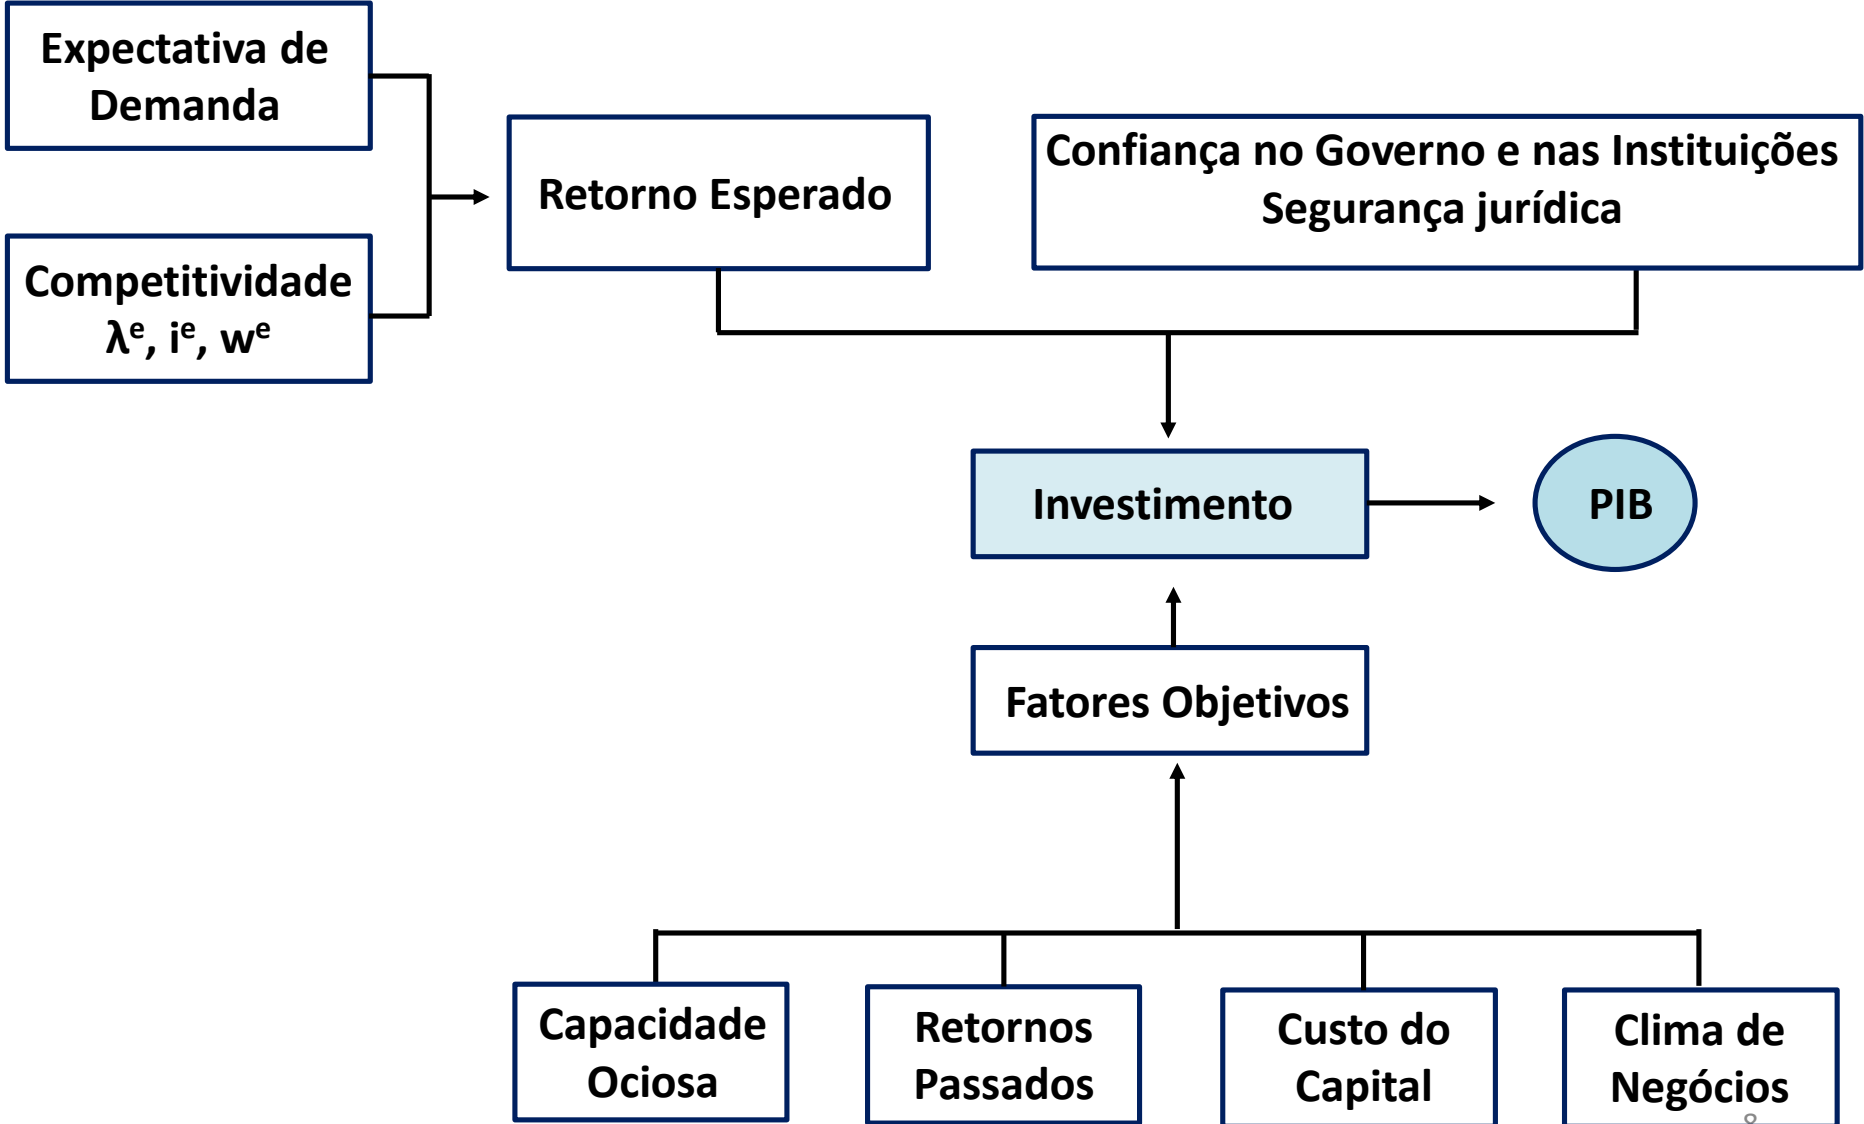 Expectativa de
Demanda
Competitividade
λᵉ, iᵉ, wᵉ
Retorno Esperado
Confiança no Governo e nas Instituições
Segurança jurídica
Investimento
PIB
Fatores Objetivos
Capacidade
Ociosa
Retornos
Passados
Custo do
Capital
Clima de
Negócios
8